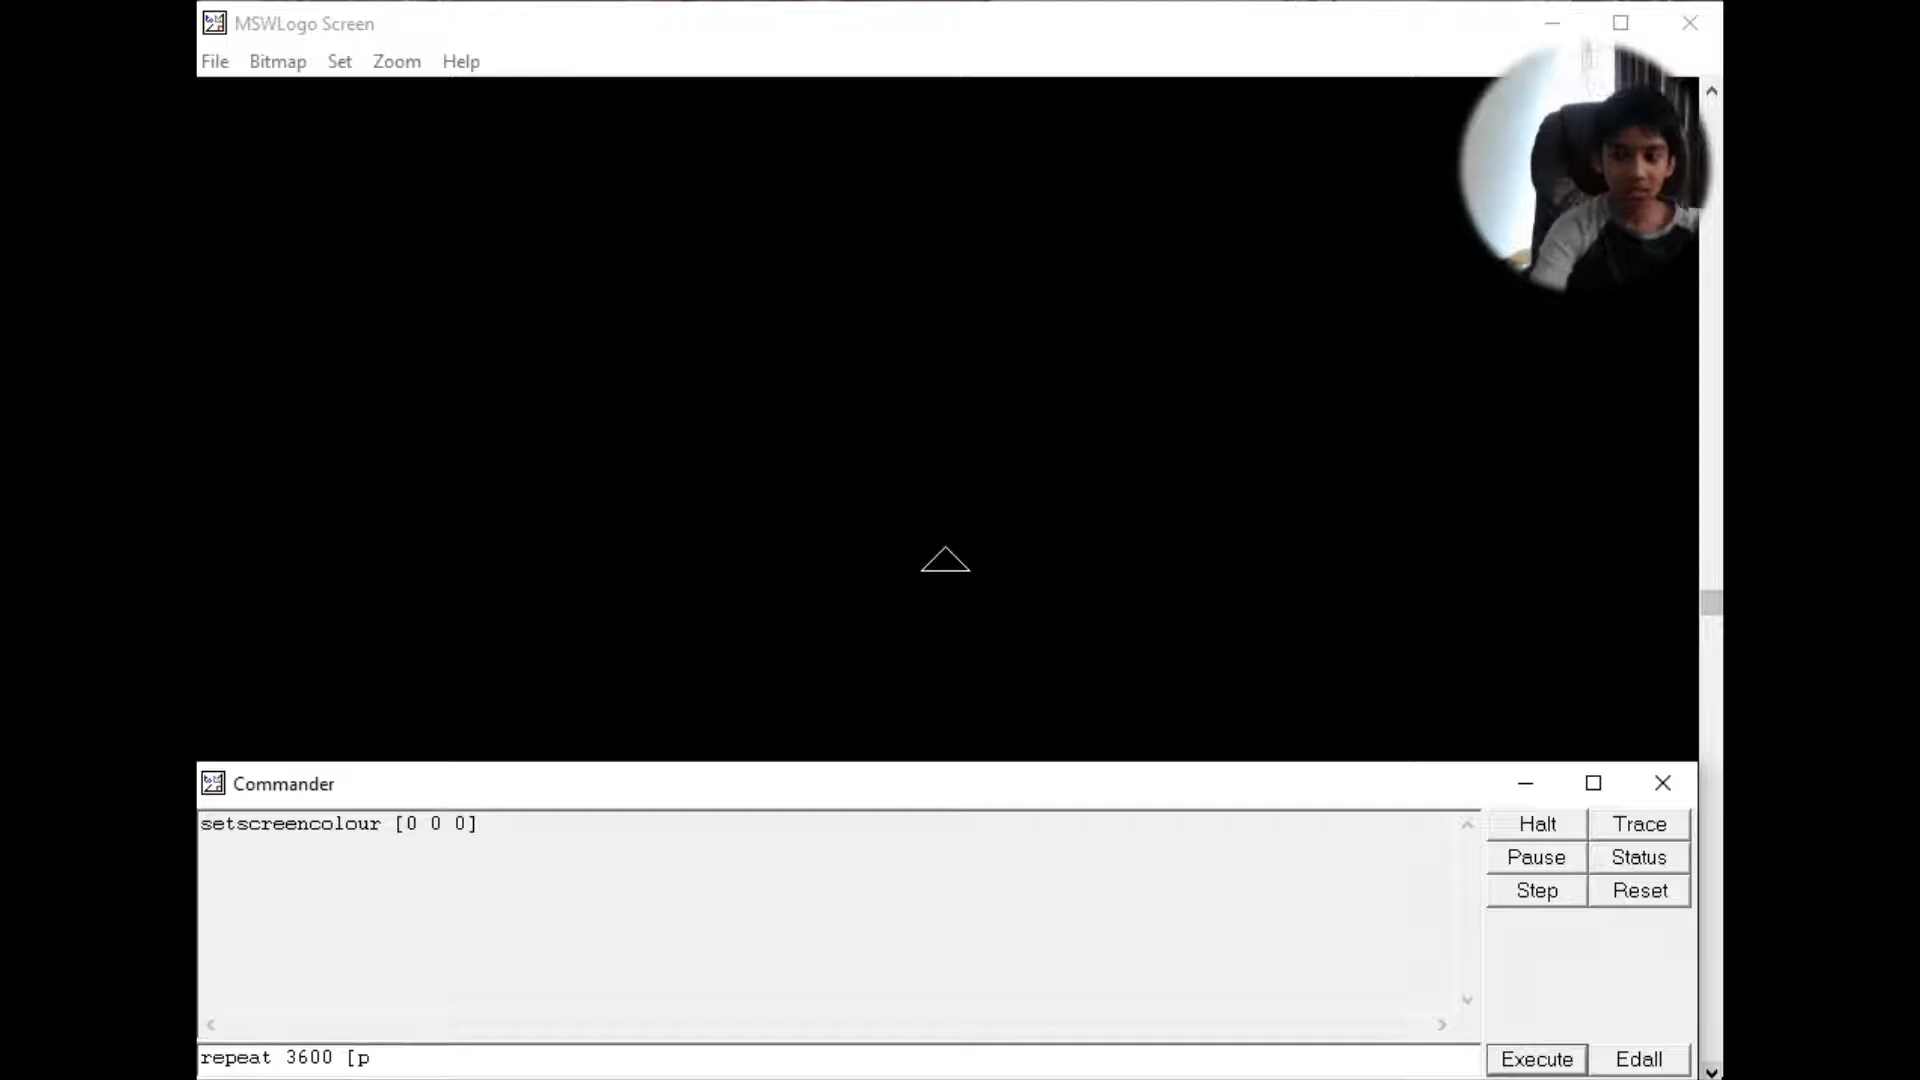 MSWLogo Screen
File Bitmap Set Zoom Help
Commander
setscreencolour [0 0 0]
Halt Trace
Pause Status
Step Reset
repeat 3600 [p
Execute Edall